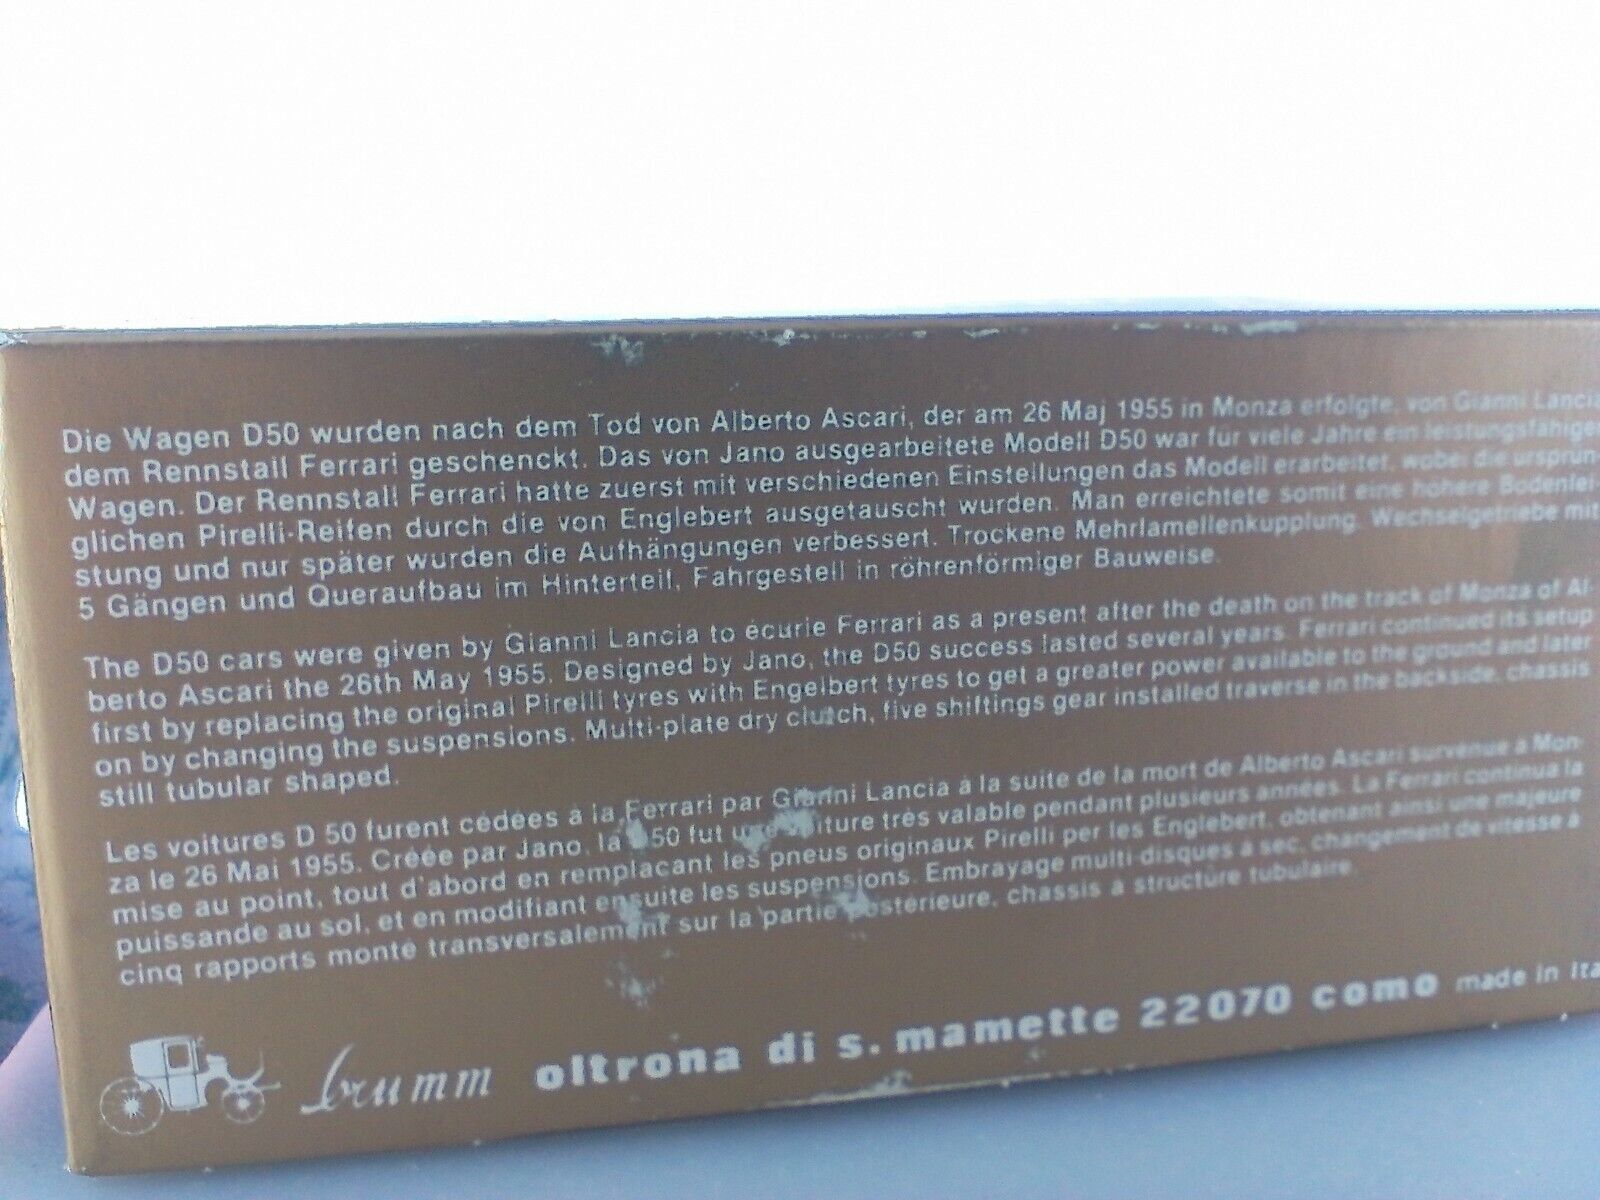 Die Wagen D50 wurden nach dem Tod von Alberto Ascari, der am 26 Maj 1955 in Monza erfolgte, von Gianni Lancia
dem Rennstall Ferrari geschenckt. Das von Jano ausgearbeitete Modell D50 war für viele Jahre ein leistungsfähiger
Wagen. Der Rennstall Ferrari hatte zuerst mit verschiedenen Einstellungen das Modell erarbeitet, wobei die ursprün-
glichen Pirelli-Reifen durch die von Englebert ausgetauscht wurden. Man erreichtete somit eine höhere Bodenlei-
stung und nur später wurden die Aufhängungen verbessert. Trockene Mehrlamellenkupplung. Wechselgetriebe mit
5 Gängen und Queraufbau im Hinterteil, Fahrgestell in röhrenförmiger Bauweise.
The D50 cars were given by Gianni Lancia to écurie Ferrari as a present after the death on the track of Monza of Al-
berto Ascari the 26th May 1955. Designed by Jano, the D50 success lasted several years. Ferrari continued its setup
first by replacing the original Pirelli tyres with Engelbert tyres to get a greater power available to the ground and later
on by changing the suspensions. Multi-plate dry clutch, five shiftings gear installed traverse in the backside, chassis
still tubular shaped.
Les voitures D 50 furent cédées à la Ferrari par Gianni Lancia à la suite de la mort de Alberto Ascari survenue à Mon-
za le 26 Mai 1955. Créée par Jano, la D50 fut une voiture très valable pendant plusieurs années. La Ferrari continua la
mise au point, tout d'abord en remplacant les pneus originaux Pirelli per les Englebert, obtenant ainsi une majeure
puissande au sol, et en modifiant ensuite les suspensions. Embrayage multi-disques à sec, changement de vitesse à
cinq rapports monté transversalement sur la partie postérieure, chassis à structure tubulaire.
brumm oltrona di s. mamette 22070 como made in Ita